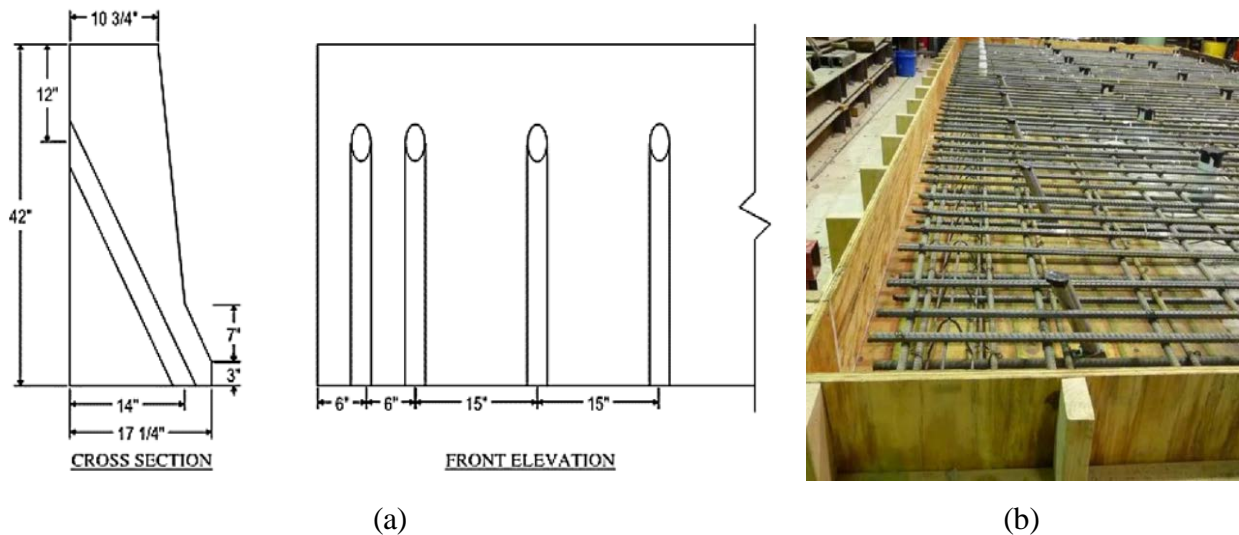 10 3/4"
12"
42"
7"
3"
14"
17 1/4"
CROSS SECTION
6"
6"
15"
15"
FRONT ELEVATION
(a)
(b)